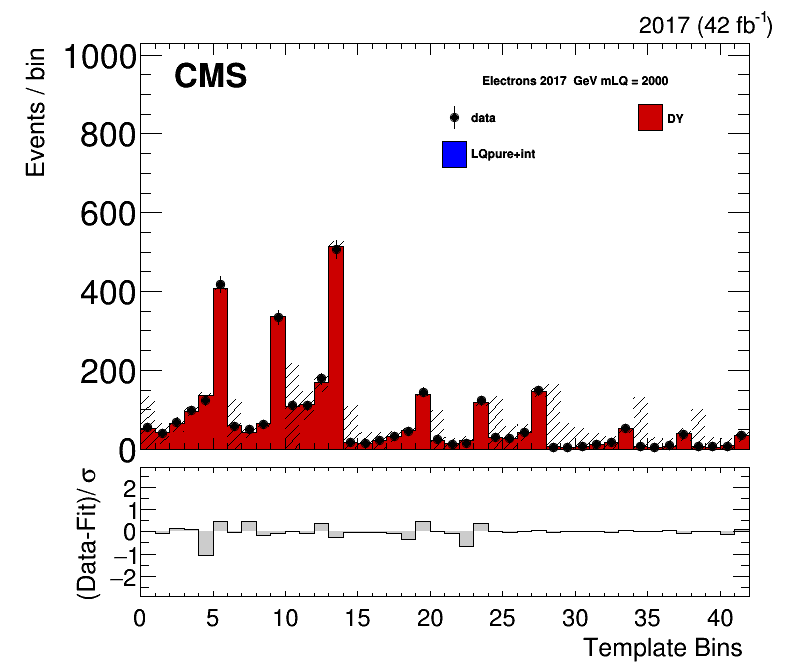 2017 (42 fb-1)
Events / bin
1000
800
600
400
200
0
CMS
Electrons 2017 GeV mLQ = 2000
data
DY
LQpure+int
(Data-Fit)/ σ
2
1
0
−1
−2
0 5 10 15 20 25 30 35 40
Template Bins